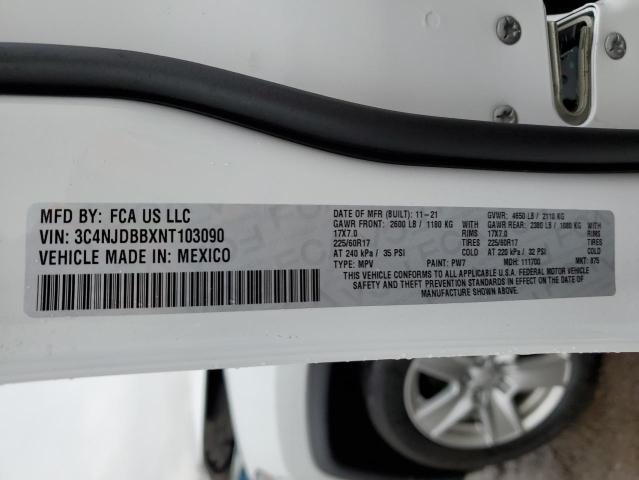 MFD BY: FCA US LLC
VIN: 3C4NJDBBXNT103090
VEHICLE MADE IN: MEXICO
DATE OF MFR (BUILT): 11-21 GVWR: 4650 LB / 2110 KG
GAWR FRONT: 2600 LB / 1180 KG GAWR REAR: 2380 LB / 1080 KG
17X7.0 RIMS 17X7.0 RIMS
225/60R17 TIRES 225/60R17 TIRES
AT 240 kPa / 35 PSI COLD AT 220 kPa / 32 PSI COLD
TYPE: MPV PAINT: PW7 MDH: 111700 MKT: 875
THIS VEHICLE CONFORMS TO ALL APPLICABLE U.S.A. FEDERAL MOTOR VEHICLE
SAFETY AND THEFT PREVENTION STANDARDS IN EFFECT ON THE DATE OF
MANUFACTURE SHOWN ABOVE.